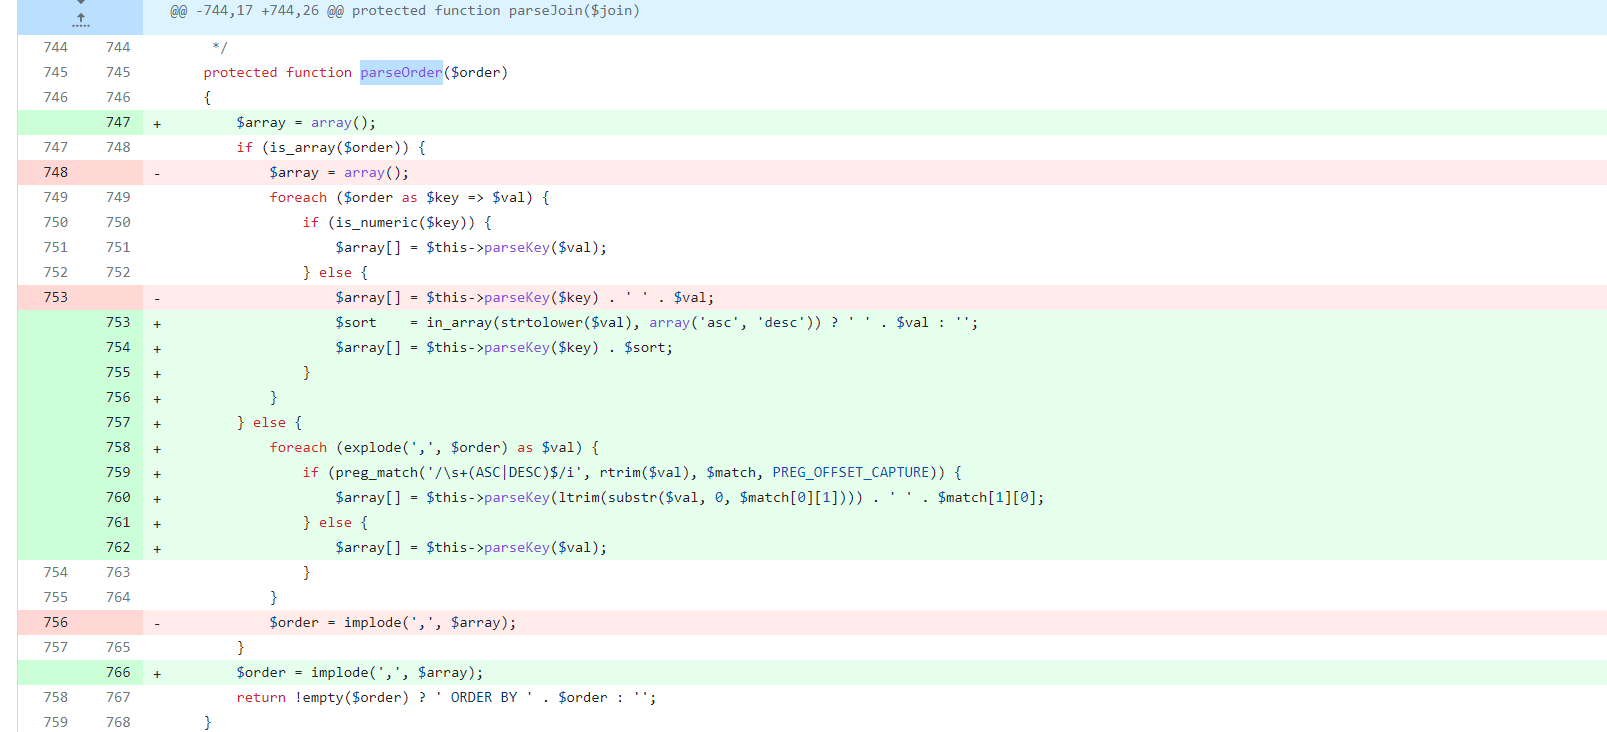 @@ -744,17 +744,26 @@ protected function parseJoin($join)
744 744 */
745 745 protected function parseOrder($order)
746 746 {
747 + $array = array();
747 748 if (is_array($order)) {
748 - $array = array();
749 749 foreach ($order as $key => $val) {
750 750 if (is_numeric($key)) {
751 751 $array[] = $this->parseKey($val);
752 752 } else {
753 - $array[] = $this->parseKey($key) . ' ' . $val;
753 + $sort    = in_array(strtolower($val), array('asc', 'desc')) ? ' ' . $val : '';
754 + $array[] = $this->parseKey($key) . $sort;
755 + }
756 + }
757 + } else {
758 + foreach (explode(',', $order) as $val) {
759 + if (preg_match('/\s+(ASC|DESC)$/i', rtrim($val), $match, PREG_OFFSET_CAPTURE)) {
760 + $array[] = $this->parseKey(ltrim(substr($val, 0, $match[0][1]))) . ' ' . $match[1][0];
761 + } else {
762 + $array[] = $this->parseKey($val);
754 763 }
755 764 }
756 - $order = implode(',', $array);
757 765 }
766 + $order = implode(',', $array);
758 767 return !empty($order) ? ' ORDER BY ' . $order : '';
759 768 }